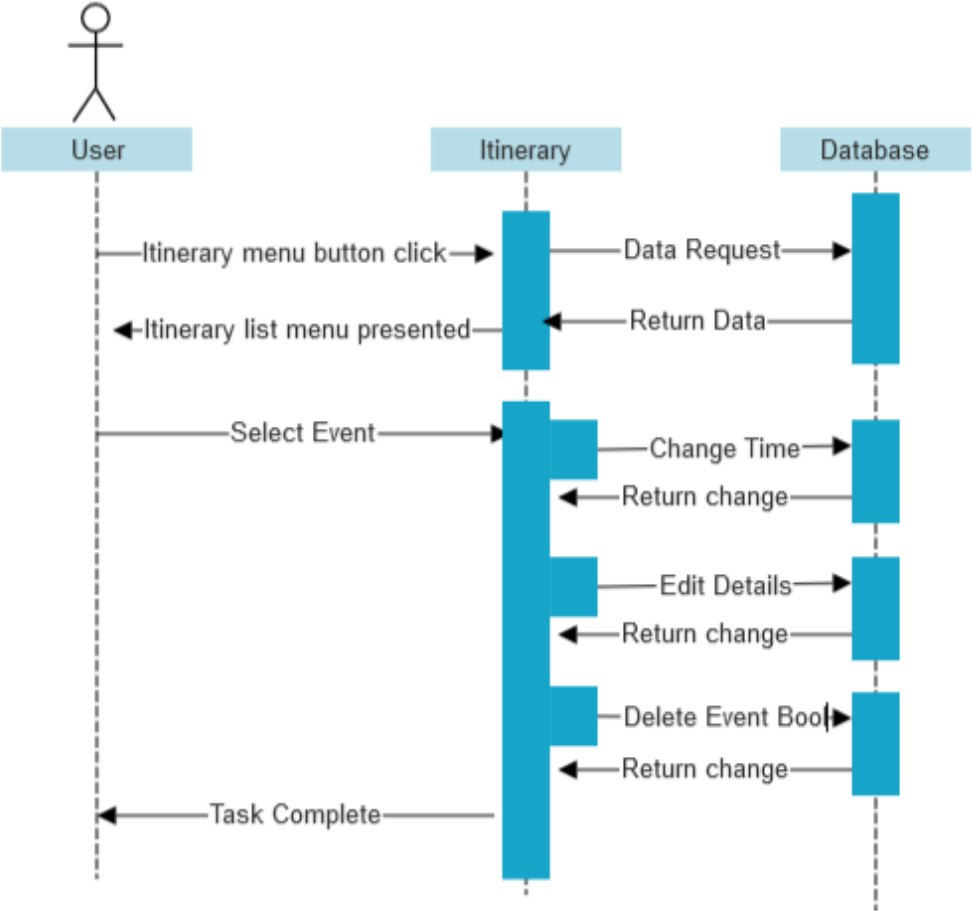 User
Itinerary
Database
Itinerary menu button click
Data Request
Return Data
Itinerary list menu presented
Select Event
Change Time
Return change
Edit Details
Return change
Delete Event Bool
Return change
Task Complete